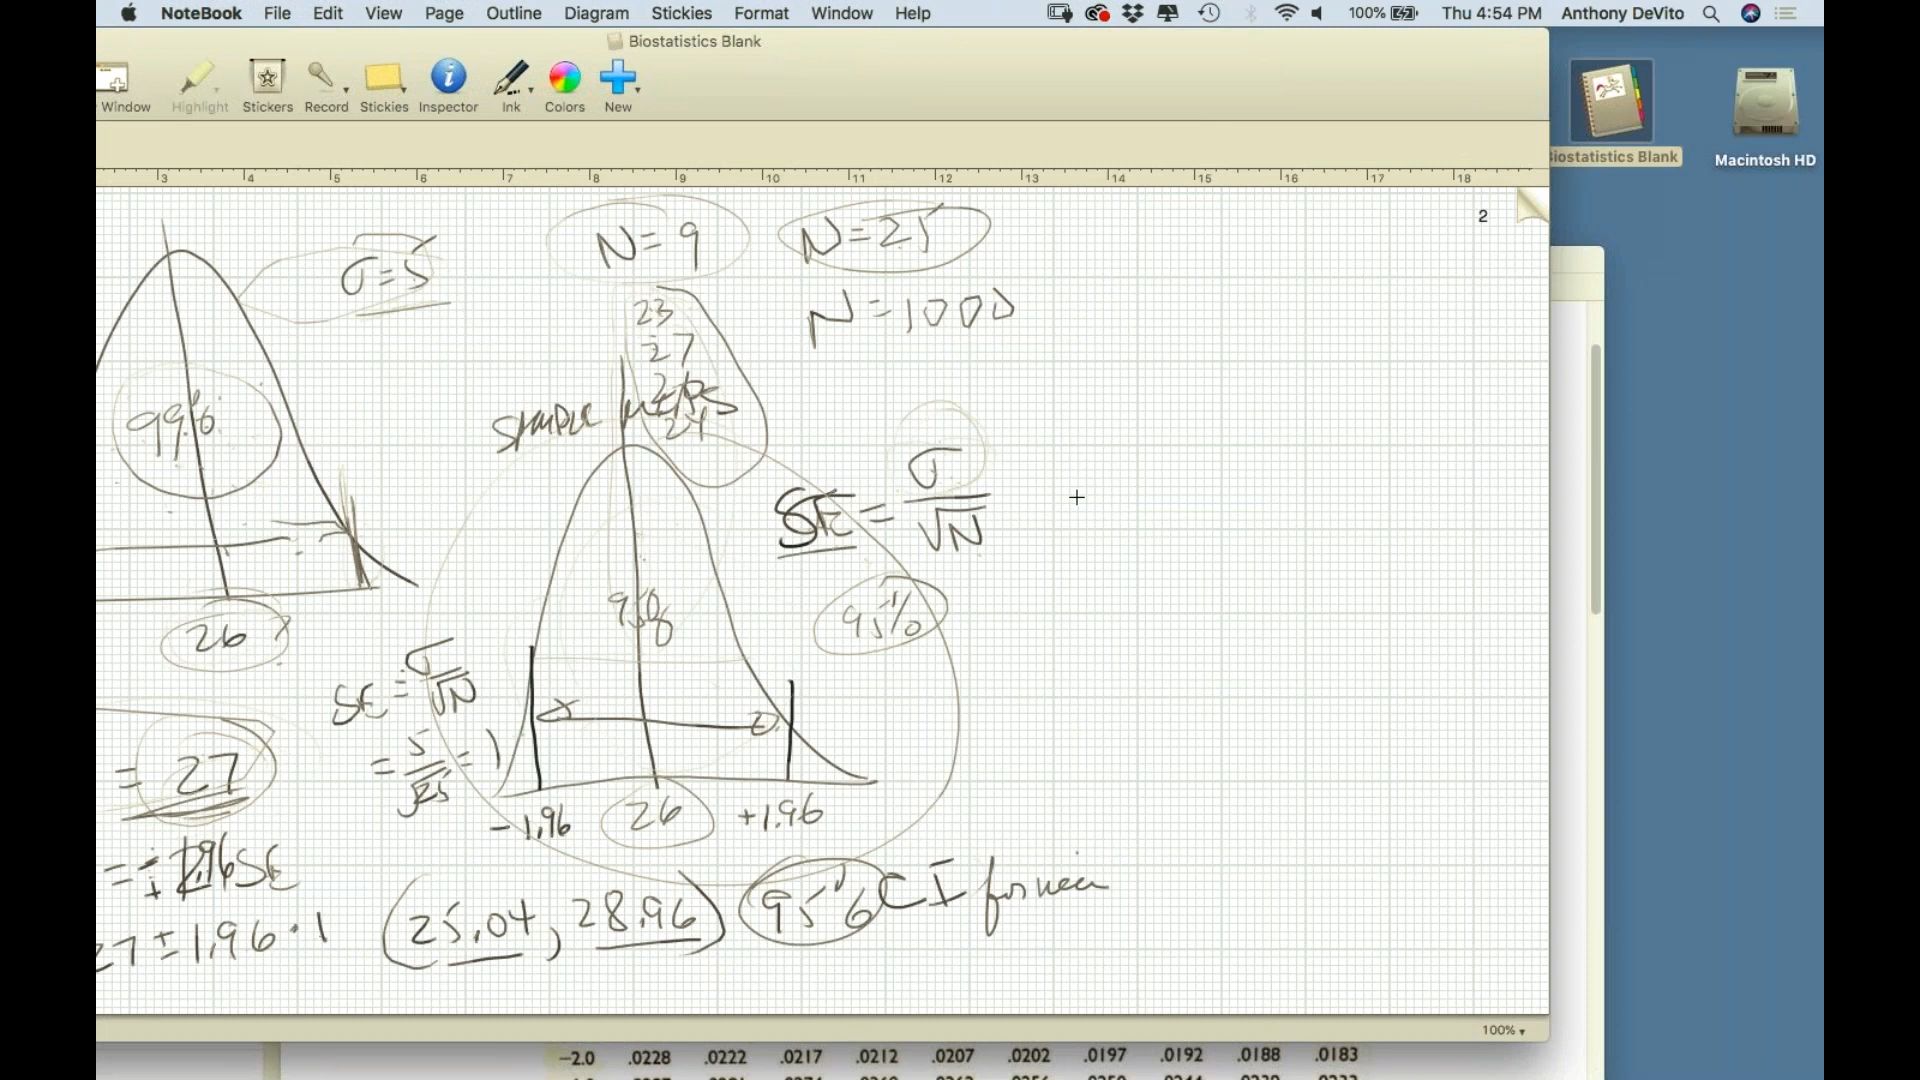 NoteBook File Edit View Page Outline Diagram Stickies Format Window Help 100% Thu 4:54 PM Anthony DeVito
Biostatistics Blank
Window Highlight Stickers Record Stickies Inspector Ink Colors New
iostatistics Blank
Macintosh HD
3 4 5 6 7 8 9 10 11 12 13 14 15 16 17 18
2
σ=5
N=9
N=25
N=1000
23
27
24
99%
SAMPLE
SE = σ/√N
95%
95%
26
SE = σ/√N
= 5/√25 = 1
= 27
-1.96 26 +1.96
= ± 1.96SE
27 ± 1.96 · 1
(25.04, 28.96) 95% CI for
100%
−2.0 .0228 .0222 .0217 .0212 .0207 .0202 .0197 .0192 .0188 .0183